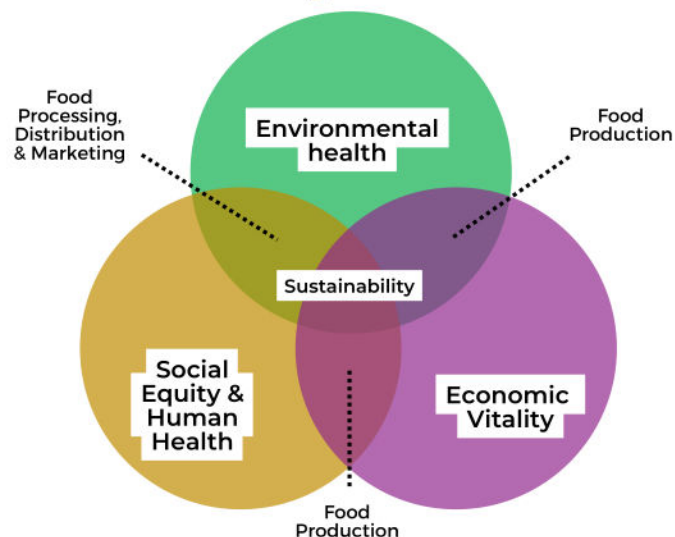 Food
Processing,
Distribution
& Marketing
Environmental
health
Food
Production
Sustainability
Social
Equity &
Human
Health
Economic
Vitality
Food
Production